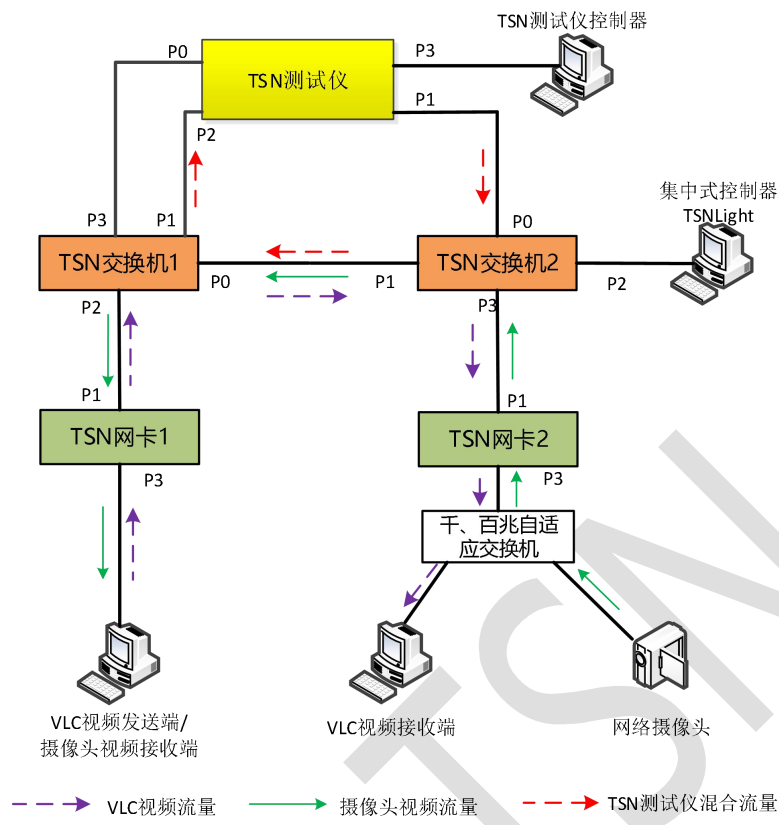 TSN测试仪控制器
P0
TSN测试仪
P3
P1
P2
集中式控制器
TSNLight
P3
P1
P0
TSN交换机1
TSN交换机2
P0
P1
P2
P2
P3
P1
P1
TSN网卡1
TSN网卡2
P3
P3
千、百兆自适
应交换机
VLC视频发送端/
摄像头视频接收端
VLC视频接收端
网络摄像头
VLC视频流量
摄像头视频流量
TSN测试仪混合流量
TSN